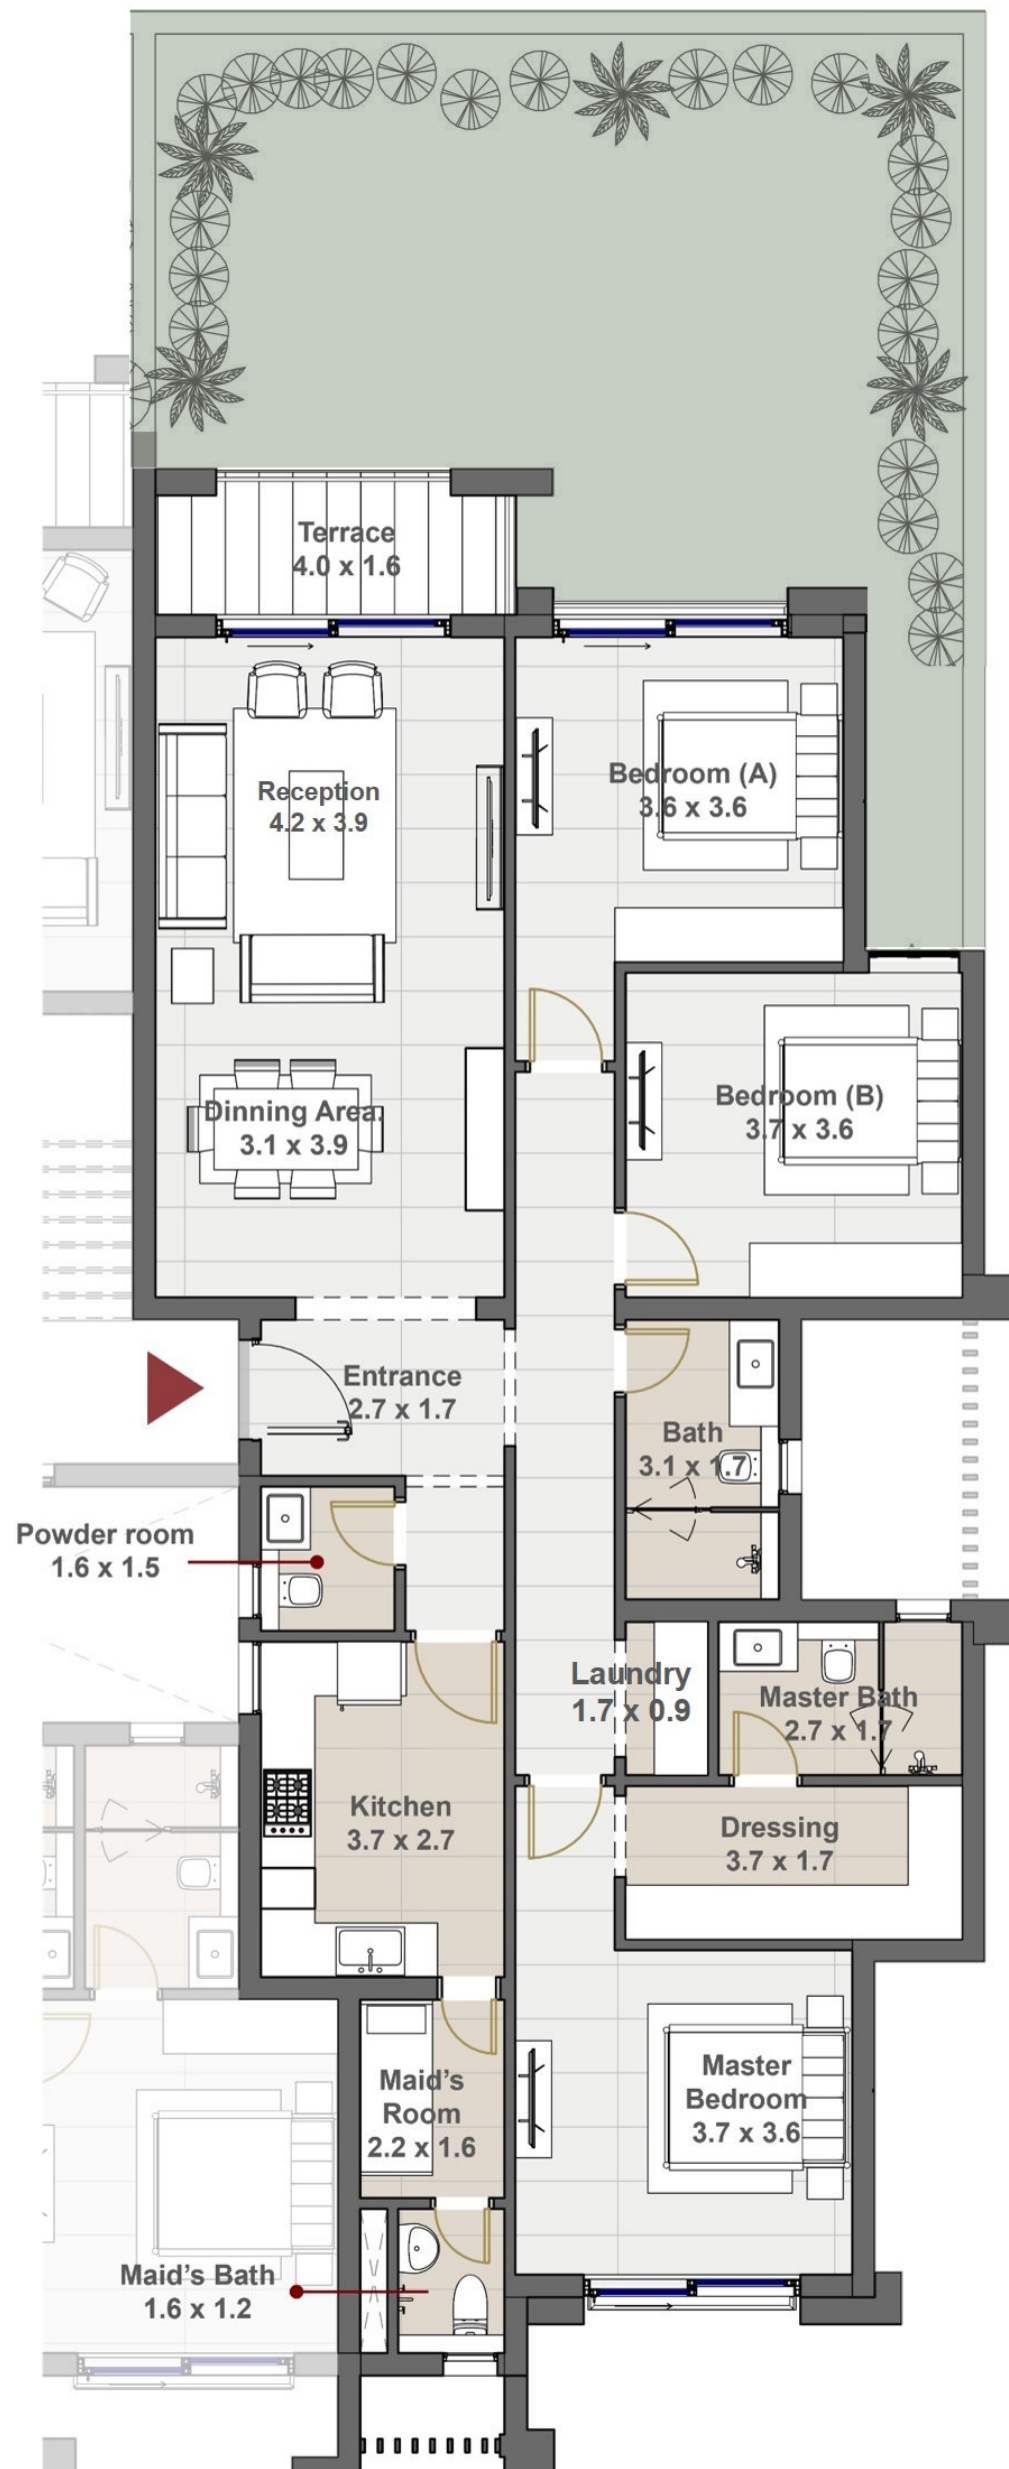 Terrace
4.0 x 1.6
Reception
4.2 x 3.9
Bedroom (A)
3.6 x 3.6
Dinning Area
3.1 x 3.9
Bedroom (B)
3.7 x 3.6
Entrance
2.7 x 1.7
Bath
3.1 x 1.7
Powder room
1.6 x 1.5
Laundry
1.7 x 0.9
Master Bath
2.7 x 1.7
Kitchen
3.7 x 2.7
Dressing
3.7 x 1.7
Maid's
Room
2.2 x 1.6
Master
Bedroom
3.7 x 3.6
Maid's Bath
1.6 x 1.2